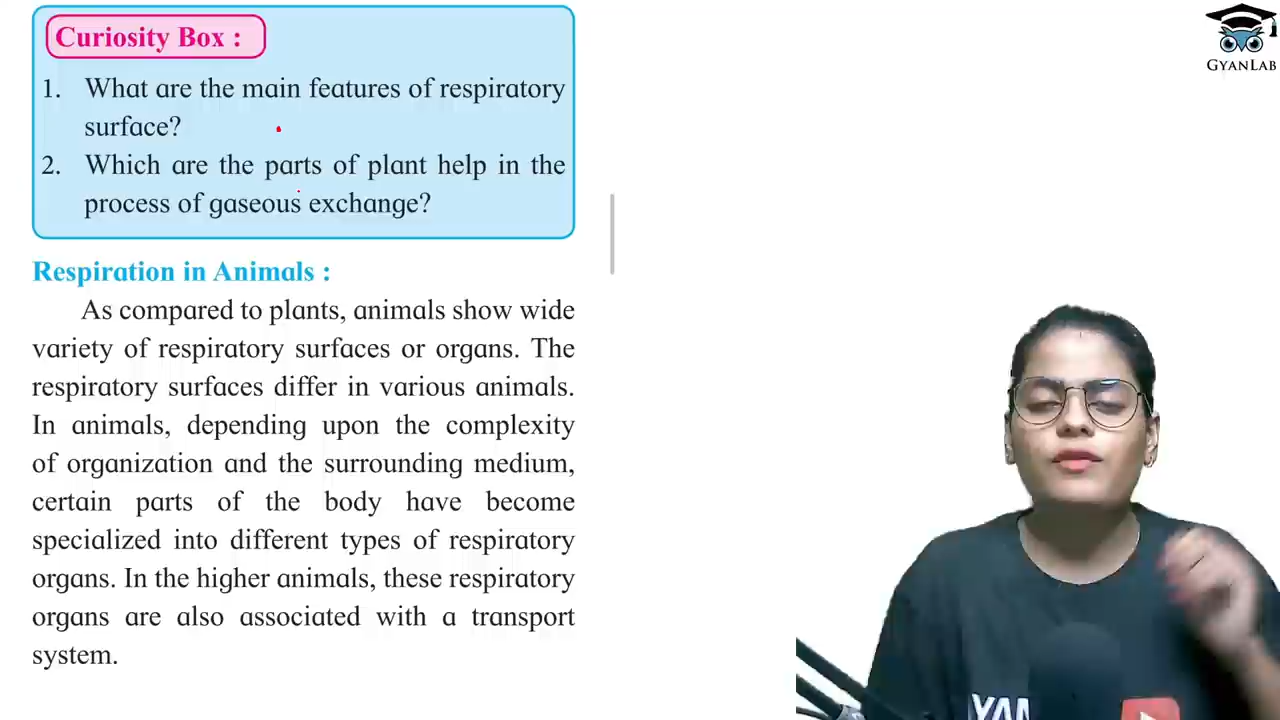 Curiosity Box :
1. What are the main features of respiratory
surface?
2. Which are the parts of plant help in the
process of gaseous exchange?
Respiration in Animals :
As compared to plants, animals show wide
variety of respiratory surfaces or organs. The
respiratory surfaces differ in various animals.
In animals, depending upon the complexity
of organization and the surrounding medium,
certain parts of the body have become
specialized into different types of respiratory
organs. In the higher animals, these respiratory
organs are also associated with a transport
system.
GYANLAB